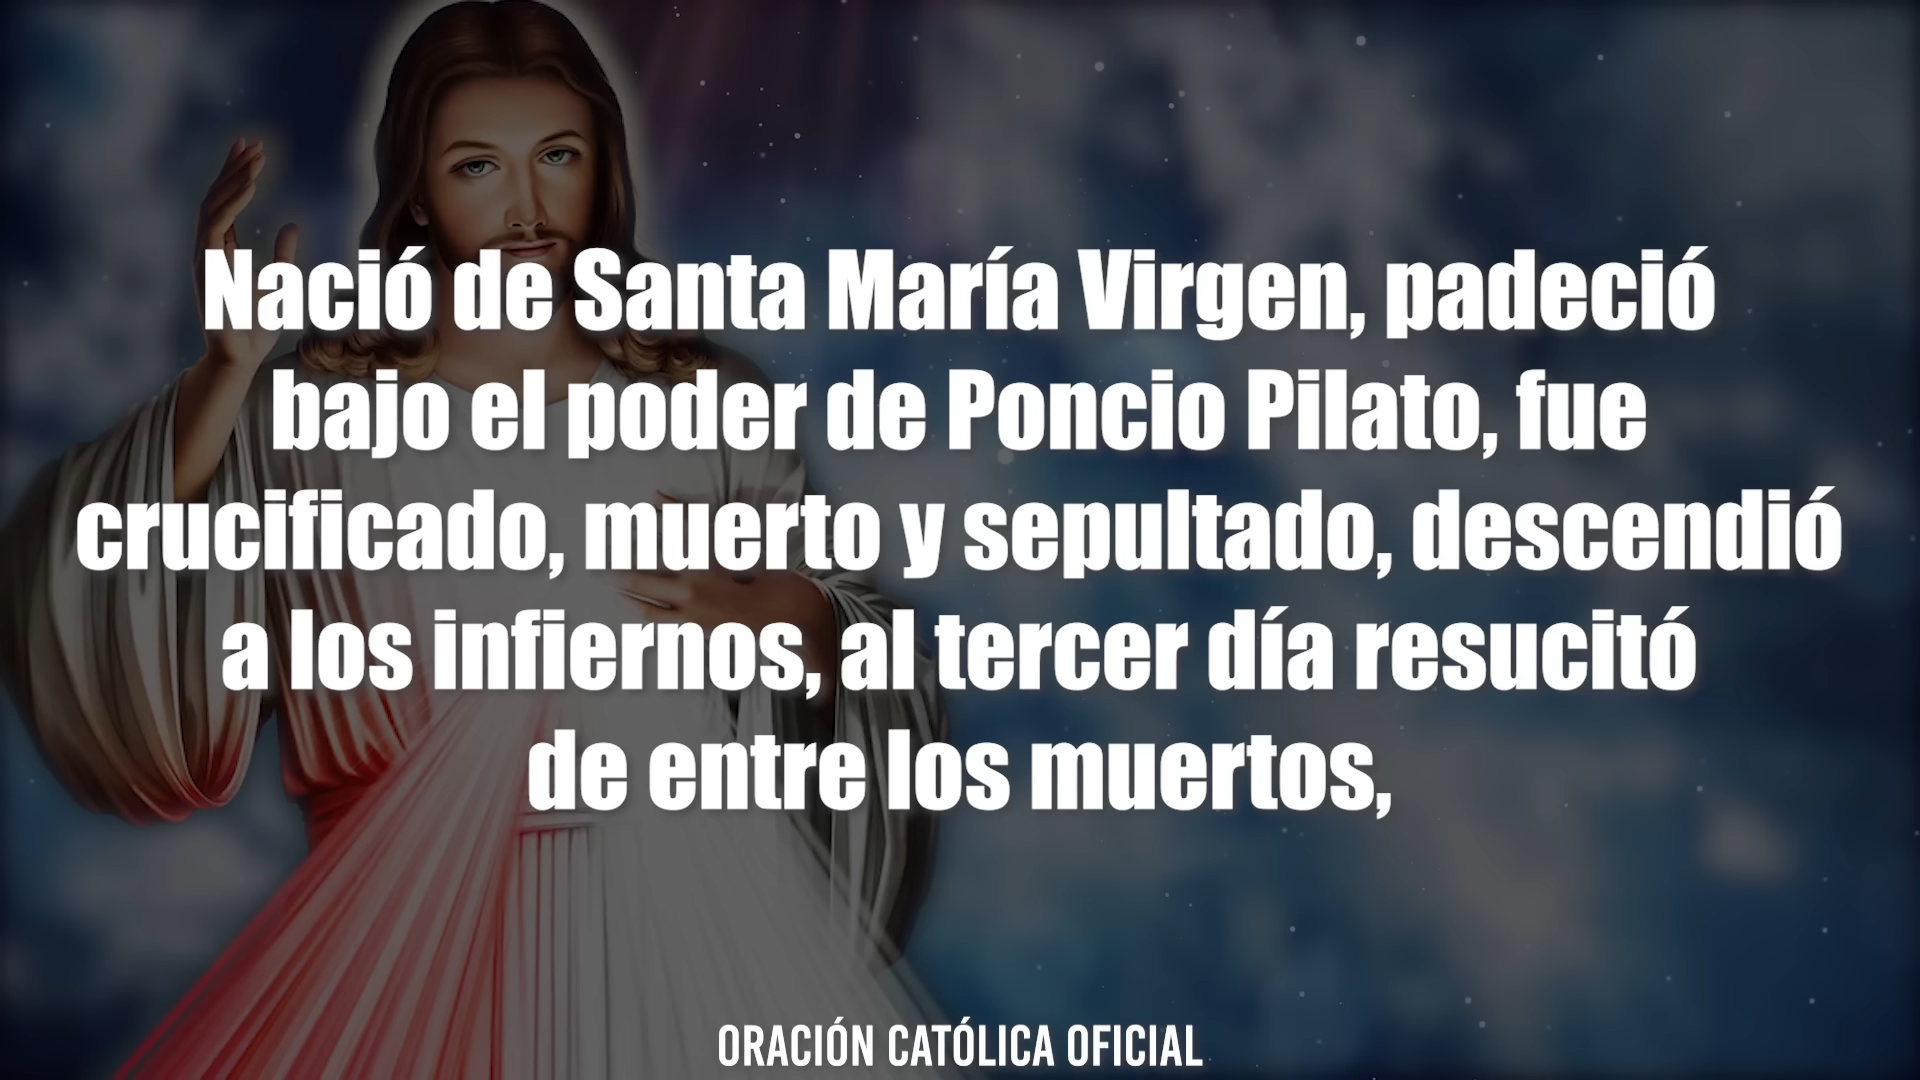 Nació de Santa María Virgen, padeció
bajo el poder de Poncio Pilato, fue
crucificado, muerto y sepultado, descendió
a los infiernos, al tercer día resucitó
de entre los muertos,
ORACIÓN CATÓLICA OFICIAL